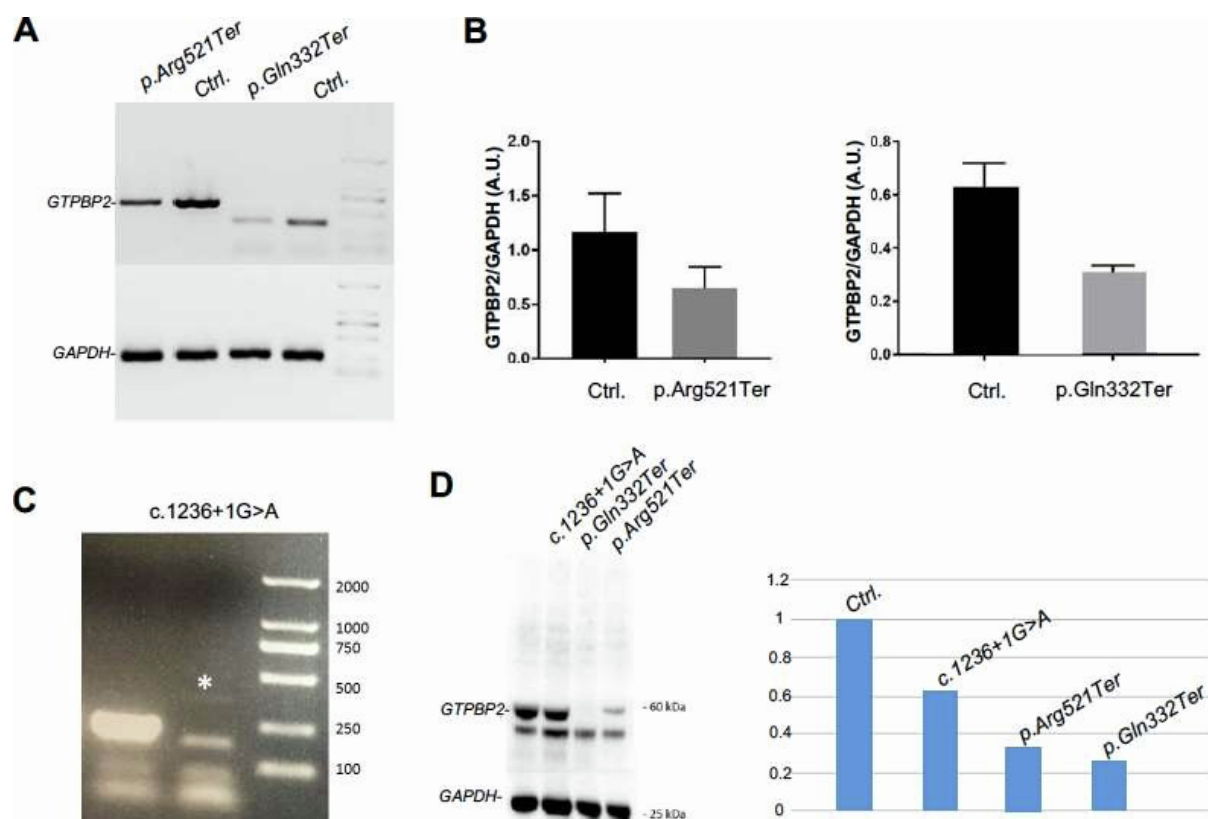 A
p.Arg521Ter
Ctrl.
p.Gln332Ter
Ctrl.
GTPBP2-
GAPDH-
B
GTPBP2/GAPDH (A.U.)
2.0
1.5
1.0
0.5
0.0
Ctrl.
p.Arg521Ter
GTPBP2/GAPDH (A.U.)
0.8
0.6
0.4
0.2
0.0
Ctrl.
p.Gln332Ter
C
c.1236+1G>A
*
2000
1000
750
500
250
100
D
c.1236+1G>A
p.Gln332Ter
p.Arg521Ter
GTPBP2-
- 60 kDa
GAPDH-
- 25 kDa
1.2
1
0.8
0.6
0.4
0.2
0
Ctrl.
c.1236+1G>A
p.Arg521Ter
p.Gln332Ter